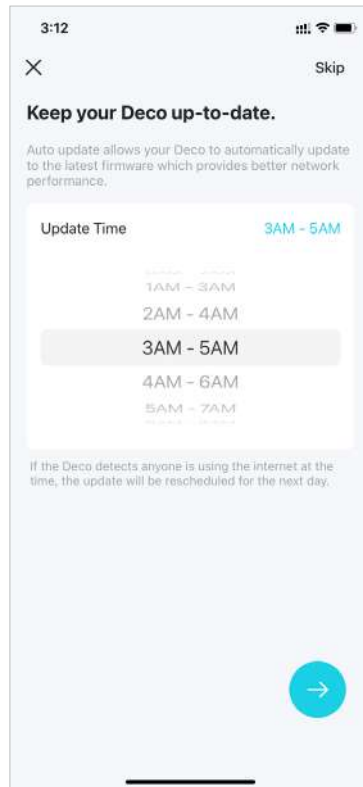 3:12
Skip
Keep your Deco up-to-date.
Auto update allows your Deco to automatically update
to the latest firmware which provides better network
performance.
Update Time 3AM - 5AM
1AM - 3AM
2AM - 4AM
3AM - 5AM
4AM - 6AM
5AM - 7AM
If the Deco detects anyone is using the internet at the
time, the update will be rescheduled for the next day.